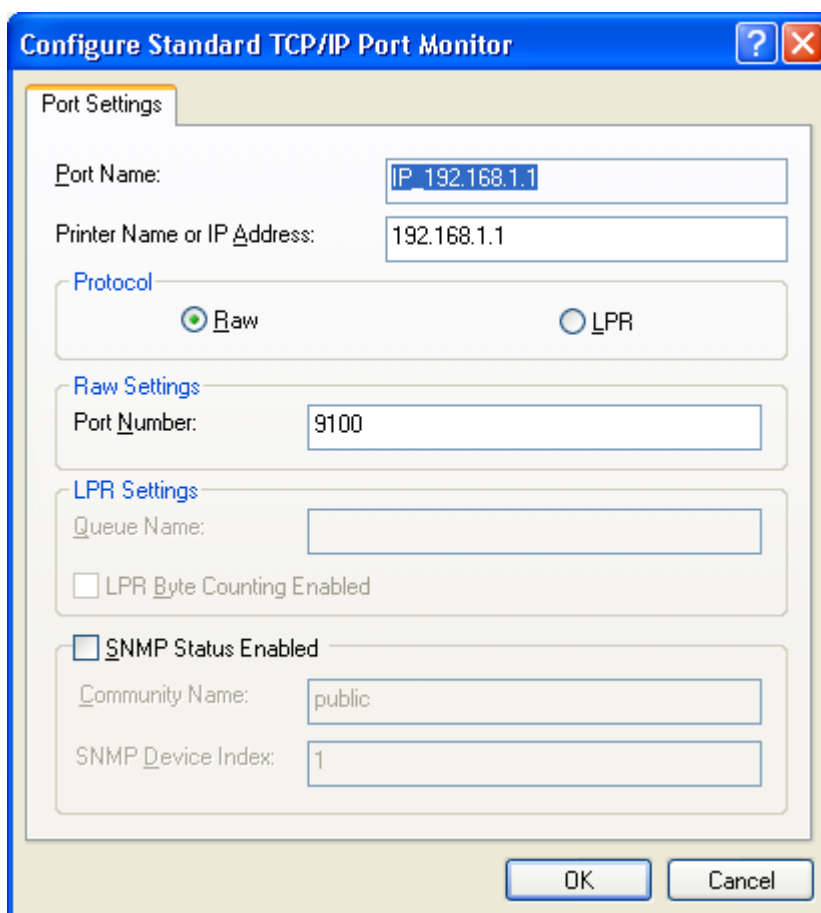 Configure Standard TCP/IP Port Monitor
Port Settings
Port Name: IP_192.168.1.1
Printer Name or IP Address: 192.168.1.1
Protocol
Raw LPR
Raw Settings
Port Number: 9100
LPR Settings
Queue Name:
LPR Byte Counting Enabled
SNMP Status Enabled
Community Name: public
SNMP Device Index: 1
OK Cancel